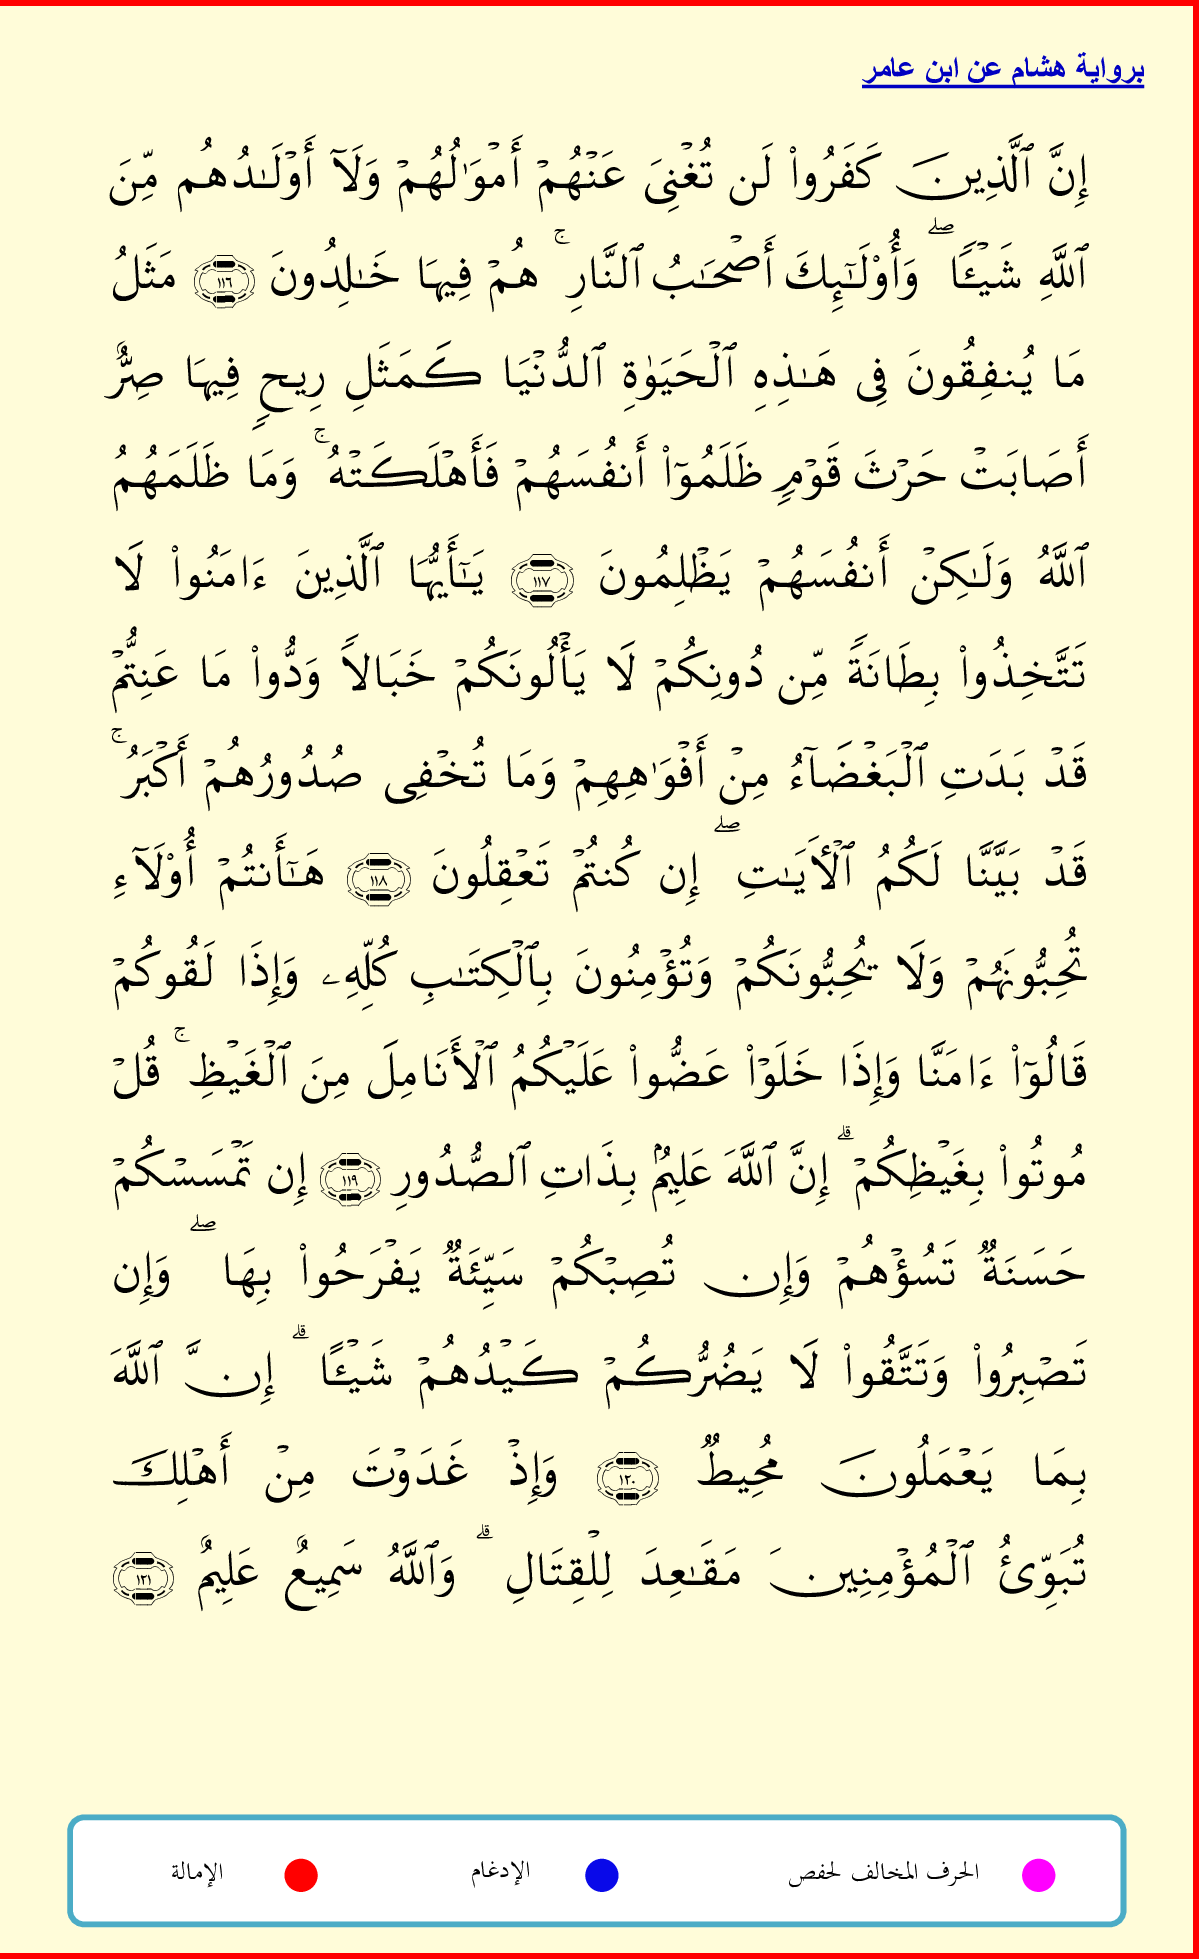 برواية هشام عن ابن عامر
إِنَّ ٱلَّذِينَ كَفَرُوا۟ لَن تُغْنِىَ عَنْهُمْ أَمْوَٰلُهُمْ وَلَآ أَوْلَـٰدُهُم مِّنَ
ٱللَّهِ شَيْـًٔا ۖ وَأُو۟لَـٰٓئِكَ أَصْحَـٰبُ ٱلنَّارِ ۚ هُمْ فِيهَا خَـٰلِدُونَ ١١٦ مَثَلُ
مَا يُنفِقُونَ فِى هَـٰذِهِ ٱلْحَيَوٰةِ ٱلدُّنْيَا كَمَثَلِ رِيحٍ فِيهَا صِرٌّ
أَصَابَتْ حَرْثَ قَوْمٍ ظَلَمُوٓا۟ أَنفُسَهُمْ فَأَهْلَكَتْهُ ۚ وَمَا ظَلَمَهُمُ
ٱللَّهُ وَلَـٰكِنْ أَنفُسَهُمْ يَظْلِمُونَ ١١٧ يَـٰٓأَيُّهَا ٱلَّذِينَ ءَامَنُوا۟ لَا
تَتَّخِذُوا۟ بِطَانَةً مِّن دُونِكُمْ لَا يَأْلُونَكُمْ خَبَالًا وَدُّوا۟ مَا عَنِتُّمْ
قَدْ بَدَتِ ٱلْبَغْضَآءُ مِنْ أَفْوَٰهِهِمْ وَمَا تُخْفِى صُدُورُهُمْ أَكْبَرُ ۚ
قَدْ بَيَّنَّا لَكُمُ ٱلْأَيَـٰتِ ۖ إِن كُنتُمْ تَعْقِلُونَ ١١٨ هَـٰٓأَنتُمْ أُو۟لَآءِ
تُحِبُّونَهُمْ وَلَا يُحِبُّونَكُمْ وَتُؤْمِنُونَ بِٱلْكِتَـٰبِ كُلِّهِۦ وَإِذَا لَقُوكُمْ
قَالُوٓا۟ ءَامَنَّا وَإِذَا خَلَوْا۟ عَضُّوا۟ عَلَيْكُمُ ٱلْأَنَامِلَ مِنَ ٱلْغَيْظِ ۚ قُلْ
مُوتُوا۟ بِغَيْظِكُمْ ۗ إِنَّ ٱللَّهَ عَلِيمٌۢ بِذَاتِ ٱلصُّدُورِ ١١٩ إِن تَمْسَسْكُمْ
حَسَنَةٌ تَسُؤْهُمْ وَإِن تُصِبْكُمْ سَيِّئَةٌ يَفْرَحُوا۟ بِهَا ۖ وَإِن
تَصْبِرُوا۟ وَتَتَّقُوا۟ لَا يَضُرُّكُمْ كَيْدُهُمْ شَيْـًٔا ۗ إِنَّ ٱللَّهَ
بِمَا يَعْمَلُونَ مُحِيطٌ ١٢٠ وَإِذْ غَدَوْتَ مِنْ أَهْلِكَ
تُبَوِّئُ ٱلْمُؤْمِنِينَ مَقَـٰعِدَ لِلْقِتَالِ ۗ وَٱللَّهُ سَمِيعٌ عَلِيمٌ ١٢١
الحرف المخالف لحفص الإدغام الإمالة